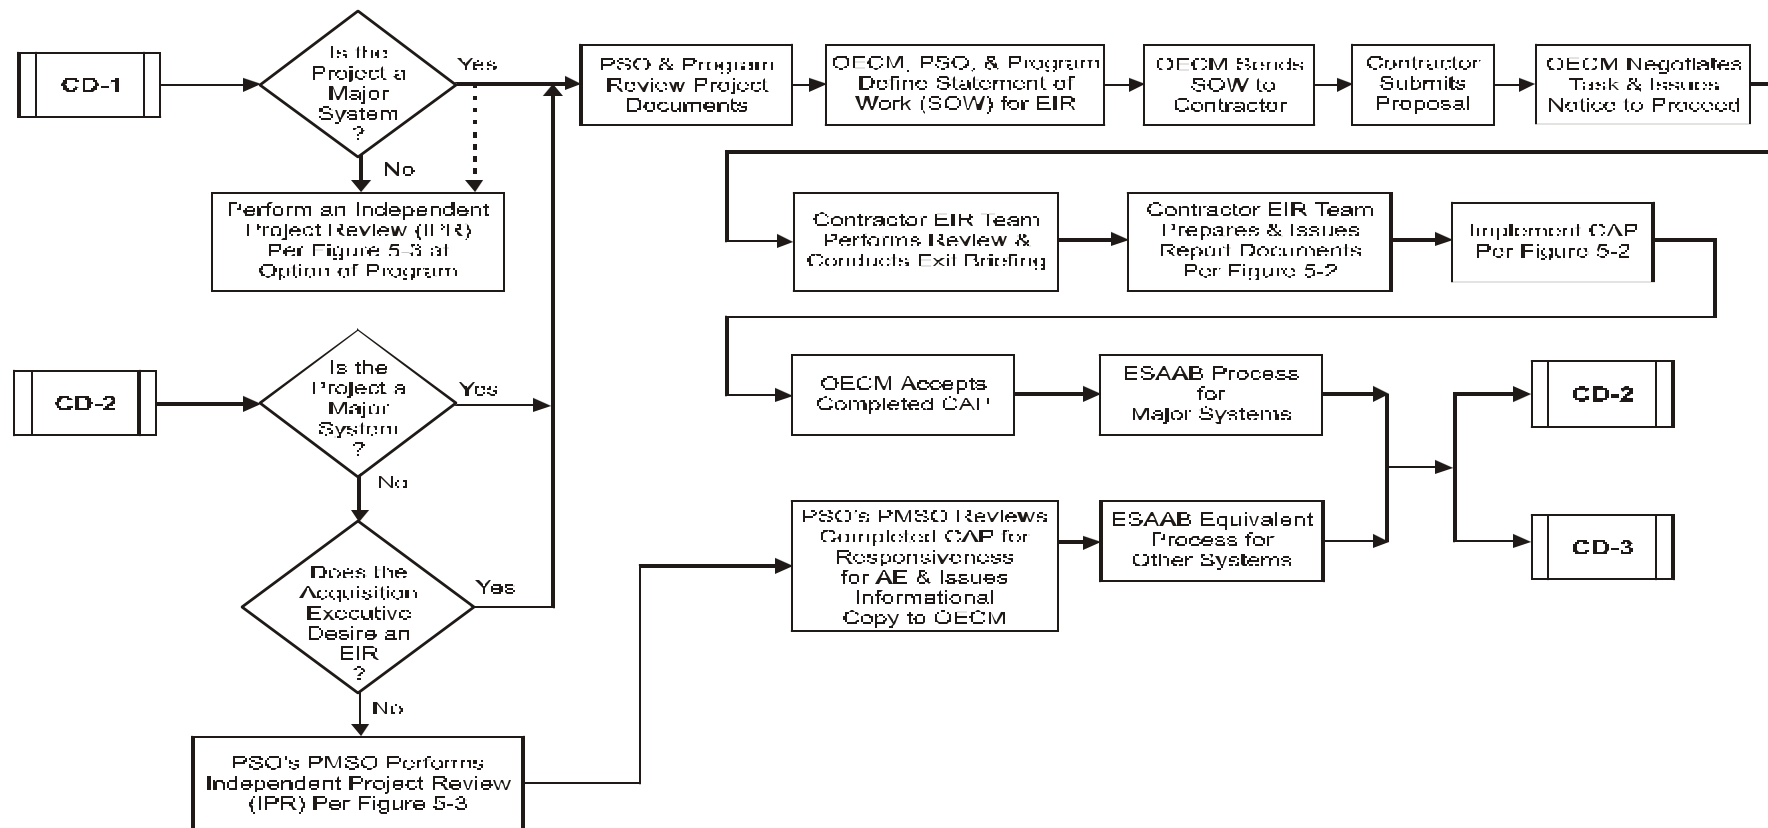 CD-1
Is the
Project a
Major
System
?
Yes
No
Perform an Independent
Project Review (IPR)
Per Figure 5-3 at
Option of Program
PSO & Program
Review Project
Documents
OECM, PSO, & Program
Define Statement of
Work (SOW) for EIR
OECM Sends
SOW to
Contractor
Contractor
Submits
Proposal
OECM Negotiates
Task & Issues
Notice to Proceed
Contractor EIR Team
Performs Review &
Conducts Exit Briefing
Contractor EIR Team
Prepares & Issues
Report Documents
Per Figure 5-2
Implement CAP
Per Figure 5-2
CD-2
Is the
Project a
Major
System
?
Yes
No
Does the
Acquisition
Executive
Desire an
EIR
?
Yes
No
PSO's PMSO Performs
Independent Project Review
(IPR) Per Figure 5-3
OECM Accepts
Completed CAP
ESAAB Process
for
Major Systems
PSO's PMSO Reviews
Completed CAP for
Responsiveness
for AE & Issues
Informational
Copy to OECM
ESAAB Equivalent
Process for
Other Systems
CD-2
CD-3